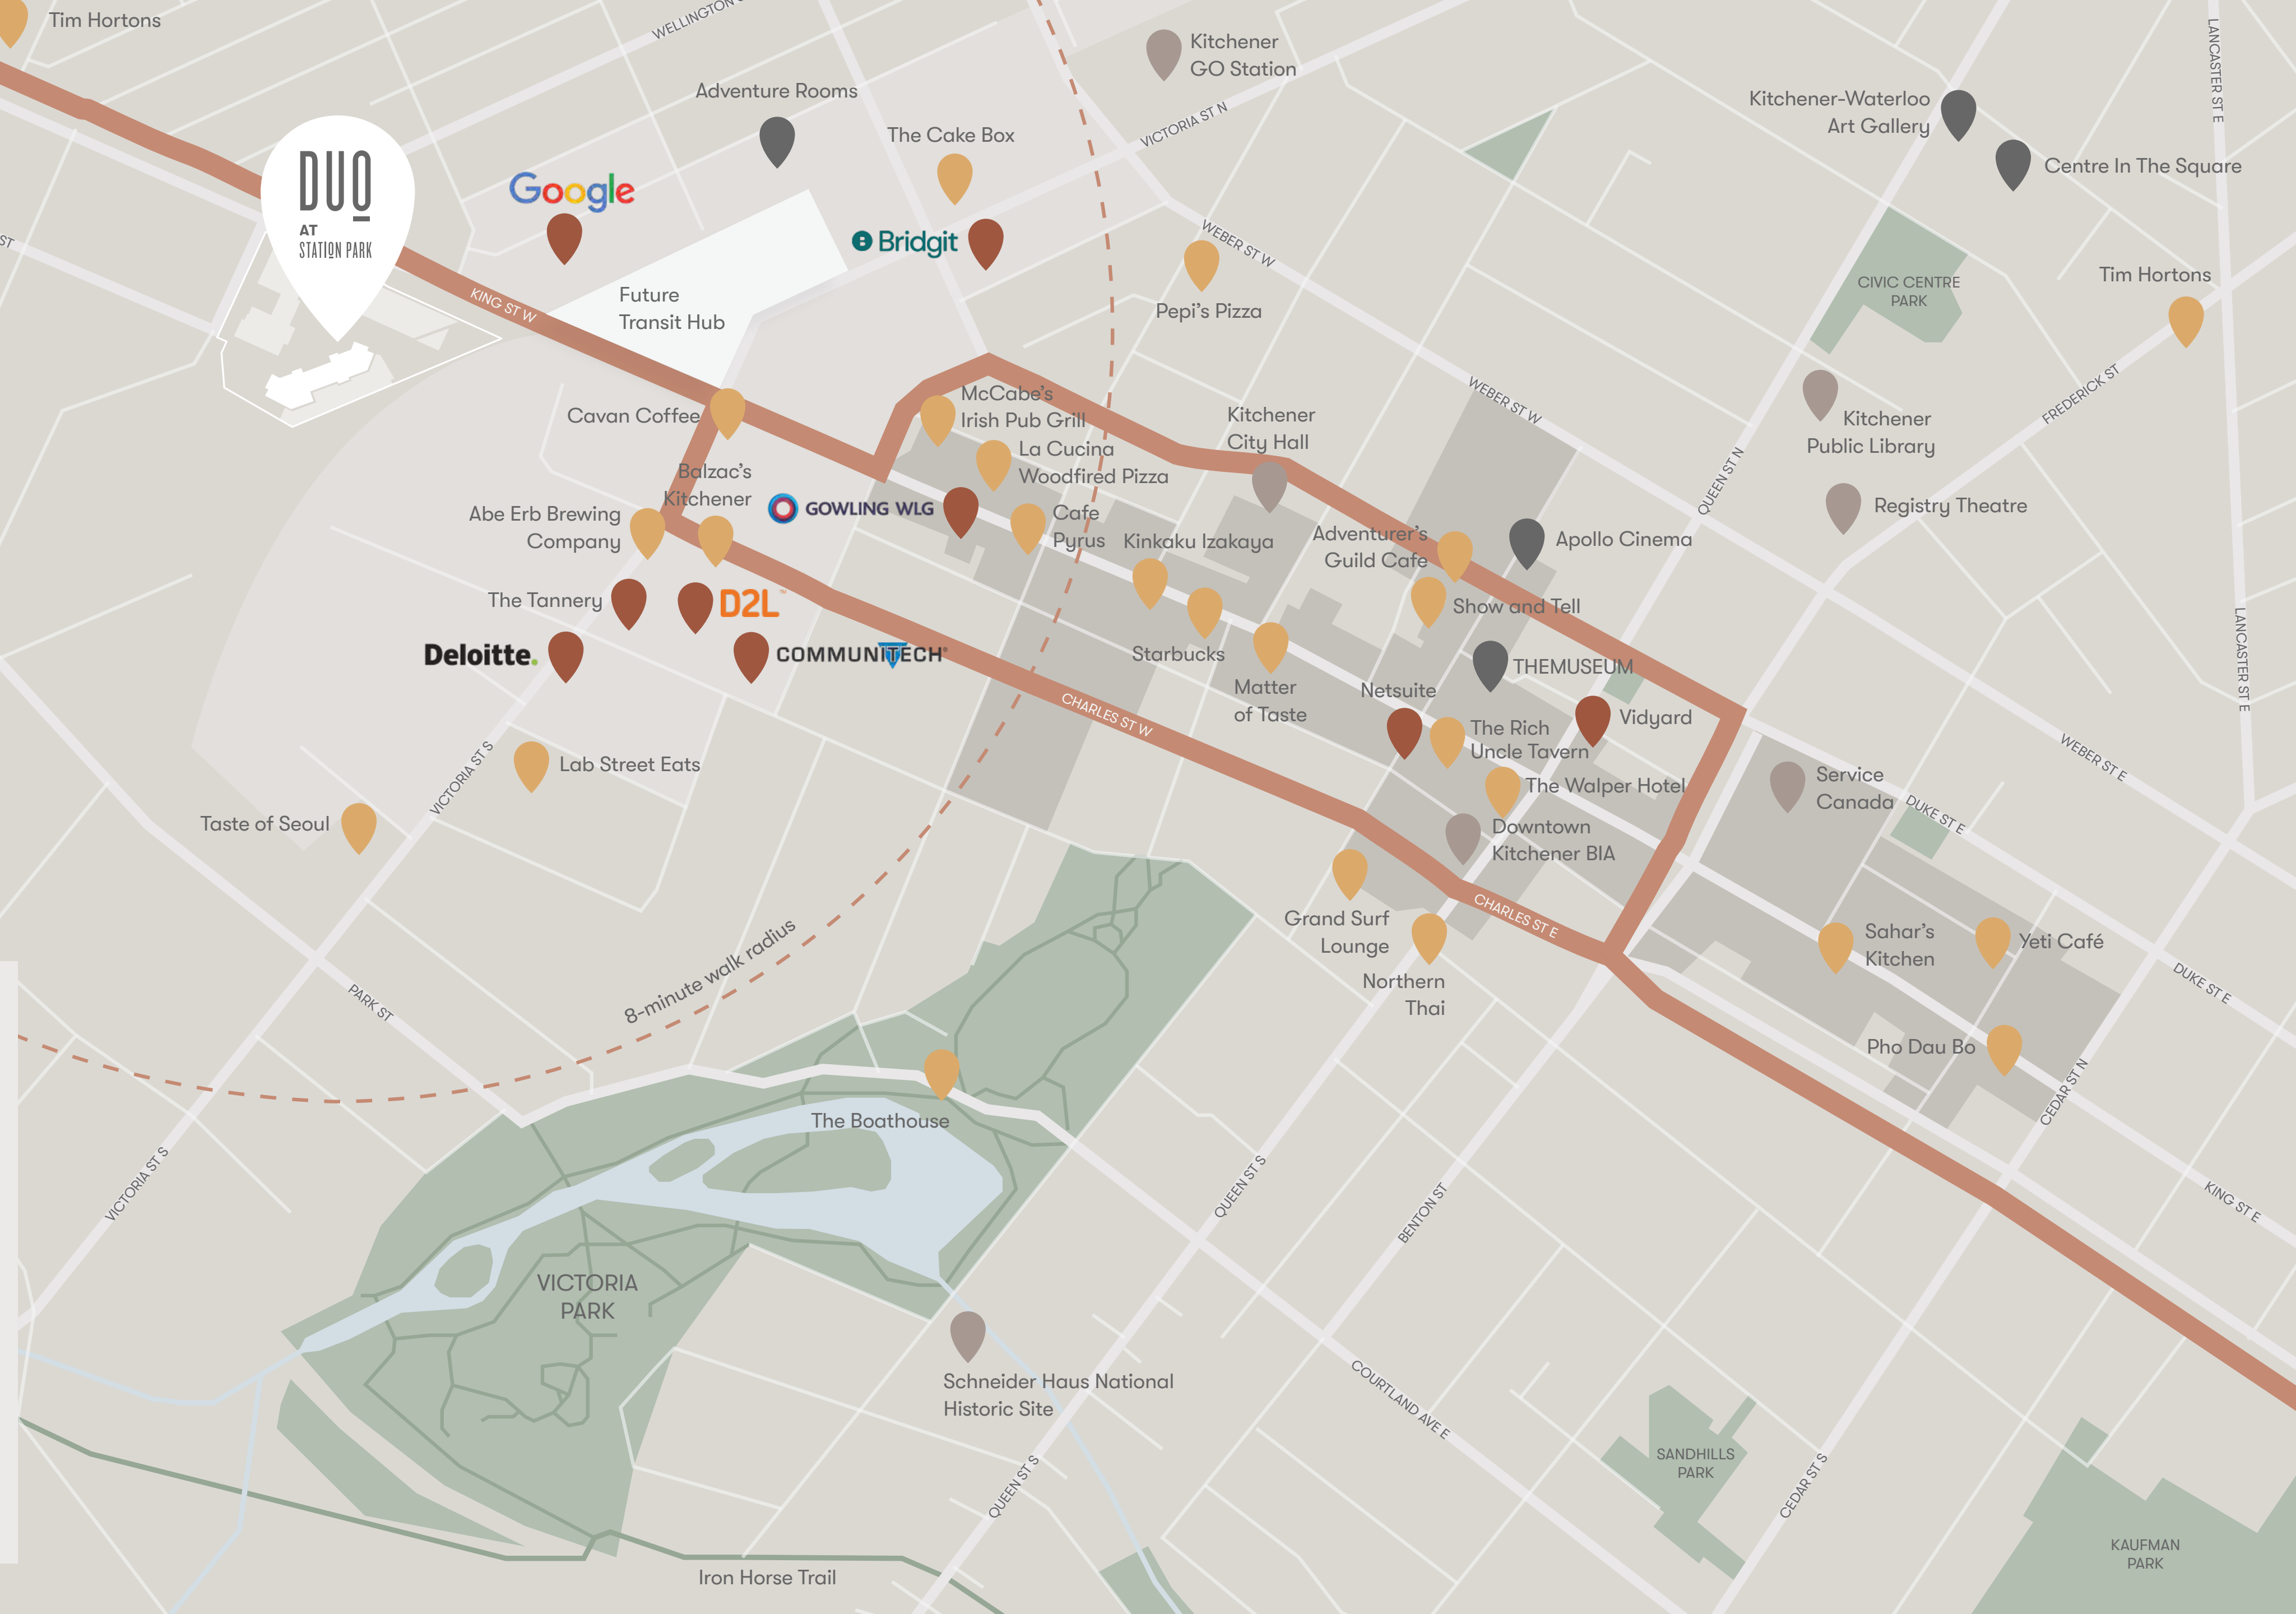 Tim Hortons
WELLINGTON
Kitchener
GO Station
LANCASTER ST E
Adventure Rooms
Kitchener-Waterloo
Art Gallery
VICTORIA ST N
The Cake Box
Centre In The Square
DUO
AT
STATION PARK
Google
Bridgit
WEBER ST W
ST
Tim Hortons
CIVIC CENTRE
PARK
KING ST W
Future
Transit Hub
Pepi's Pizza
FREDERICK ST
WEBER ST W
McCabe's
Irish Pub Grill
Cavan Coffee
Kitchener
City Hall
Kitchener
Public Library
La Cucina
Woodfired Pizza
Balzac's
Kitchener
QUEEN ST N
GOWLING WLG
Registry Theatre
Abe Erb Brewing
Company
Cafe
Pyrus
Kinkaku Izakaya
Adventurer's
Guild Cafe
Apollo Cinema
The Tannery
D2L™
Show and Tell
LANCASTER ST E
Deloitte.
COMMUNITECH®
Starbucks
THEMUSEUM
Matter
of Taste
Netsuite
Vidyard
CHARLES ST W
The Rich
Uncle Tavern
WEBER ST E
Lab Street Eats
VICTORIA ST S
The Walper Hotel
Service
Canada
Taste of Seoul
Downtown
Kitchener BIA
DUKE ST E
Grand Surf
Lounge
CHARLES ST E
Sahar's
Kitchen
Yeti Café
8-minute walk radius
Northern
Thai
DUKE ST E
PARK ST
Pho Dau Bo
The Boathouse
CEDAR ST N
VICTORIA ST S
QUEEN ST S
BENTON ST
KING ST E
VICTORIA
PARK
Schneider Haus National
Historic Site
COURTLAND AVE E
QUEEN ST S
SANDHILLS
PARK
CEDAR ST S
KAUFMAN
PARK
Iron Horse Trail